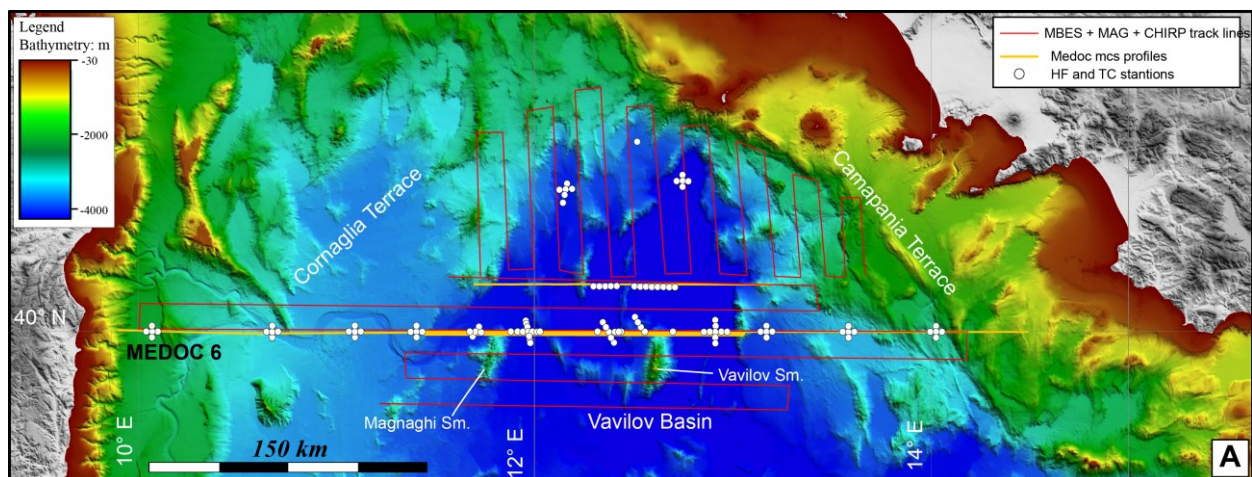 Legend
Bathymetry: m
-30
-2000
-4000
MBES + MAG + CHIRP track lines
Medoc mcs profiles
HF and TC stantions
Cornaglia Terrace
Camapania Terrace
40° N
MEDOC 6
Magnaghi Sm.
Vavilov Sm.
Vavilov Basin
10° E
12° E
14° E
150 km
A